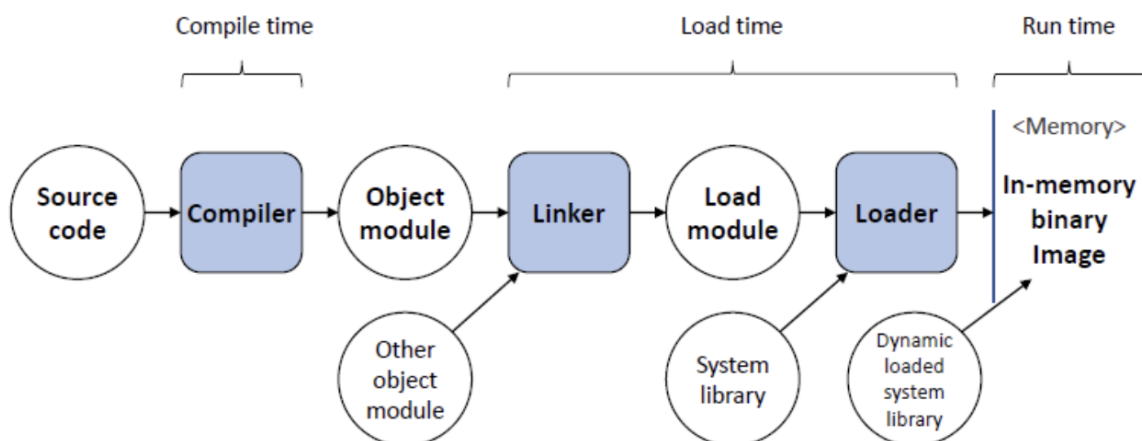 Compile time
Load time
Run time
<Memory>
Source
code
Compiler
Object
module
Linker
Load
module
Loader
In-memory
binary
Image
Other
object
module
System
library
Dynamic
loaded
system
library